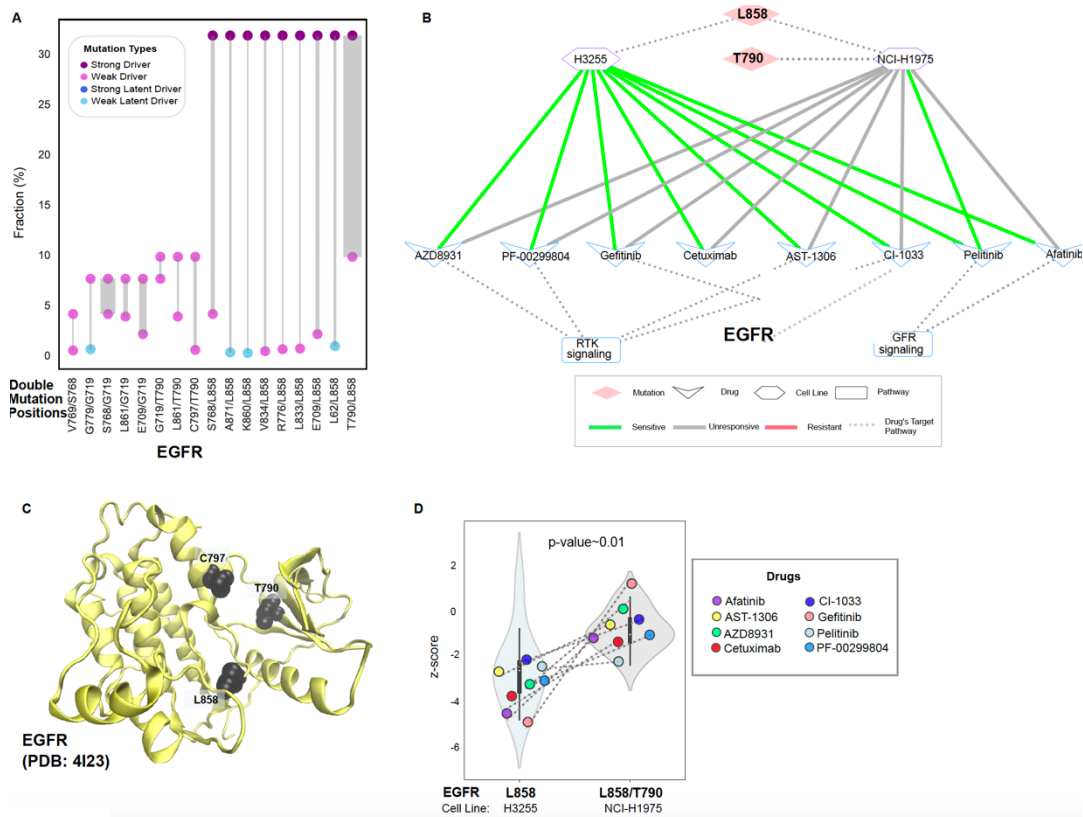 A
Fraction (%)
30
25
20
15
10
5
0
Mutation Types
Strong Driver
Weak Driver
Strong Latent Driver
Weak Latent Driver
Double
Mutation
Positions
V769/S768
G779/G719
S768/G719
L861/G719
E709/G719
G719/T790
L861/T790
C797/T790
S768/L858
A871/L858
K860/L858
V834/L858
R776/L858
L833/L858
E709/L858
L62/L858
T790/L858
EGFR
B
L858
T790
H3255
NCI-H1975
AZD8931
PF-00299804
Gefitinib
Cetuximab
AST-1306
CI-1033
Pelitinib
Afatinib
EGFR
RTK
signaling
GFR
signaling
Mutation
Drug
Cell Line
Pathway
Sensitive
Unresponsive
Resistant
Drug's Target
Pathway
C
C797
T790
L858
EGFR
(PDB: 4I23)
D
p-value~0.01
z-score
2
0
-2
-4
-6
EGFR L858 L858/T790
Cell Line: H3255 NCI-H1975
Drugs
Afatinib CI-1033
AST-1306 Gefitinib
AZD8931 Pelitinib
Cetuximab PF-00299804